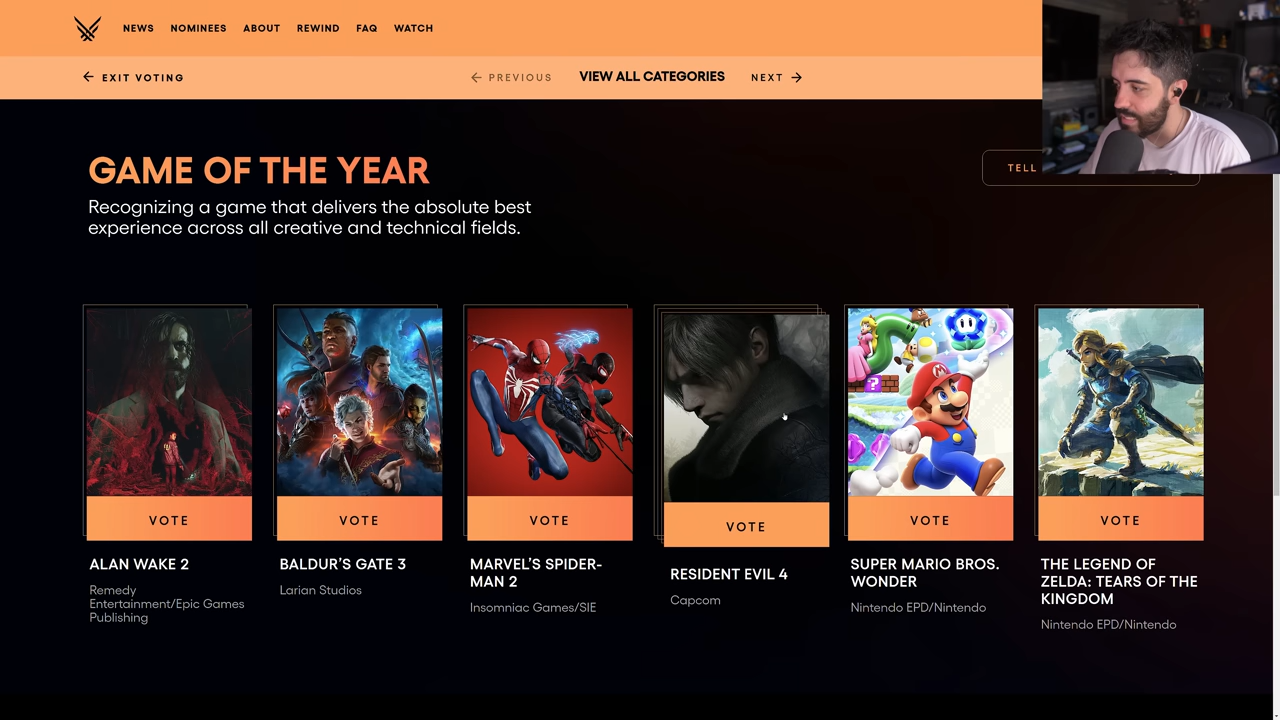 NEWS NOMINEES ABOUT REWIND FAQ WATCH
EXIT VOTING
PREVIOUS
VIEW ALL CATEGORIES
NEXT
GAME OF THE YEAR
TELL
Recognizing a game that delivers the absolute best
experience across all creative and technical fields.
?
VOTE
VOTE
VOTE
VOTE
VOTE
VOTE
ALAN WAKE 2
Remedy
Entertainment/Epic Games
Publishing
BALDUR'S GATE 3
Larian Studios
MARVEL'S SPIDER-
MAN 2
Insomniac Games/SIE
RESIDENT EVIL 4
Capcom
SUPER MARIO BROS.
WONDER
Nintendo EPD/Nintendo
THE LEGEND OF
ZELDA: TEARS OF THE
KINGDOM
Nintendo EPD/Nintendo